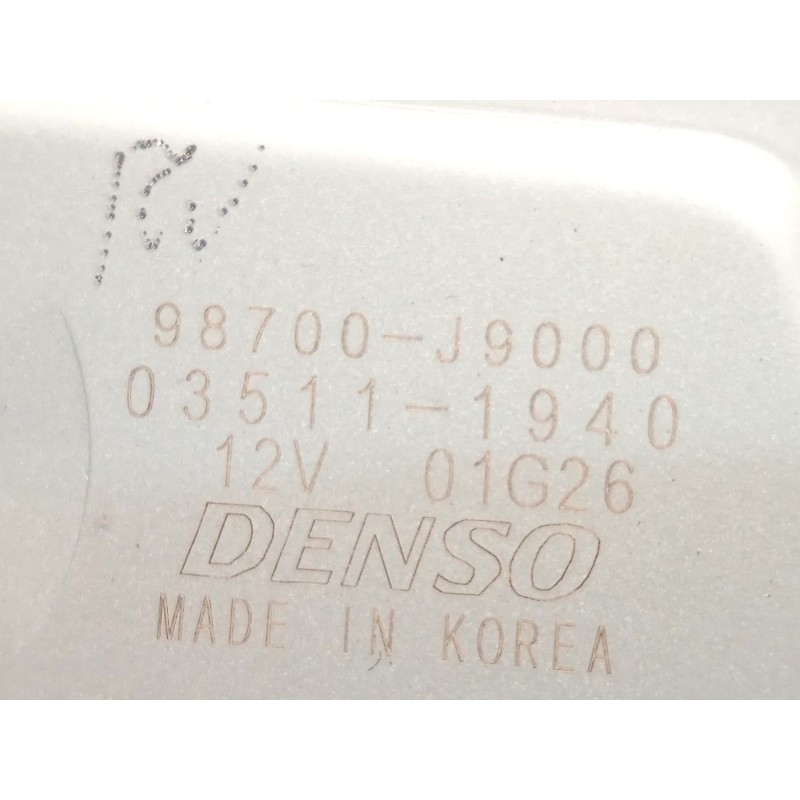 98700-J9000
03511-1940
12V 01G26
DENSO
MADE IN KOREA